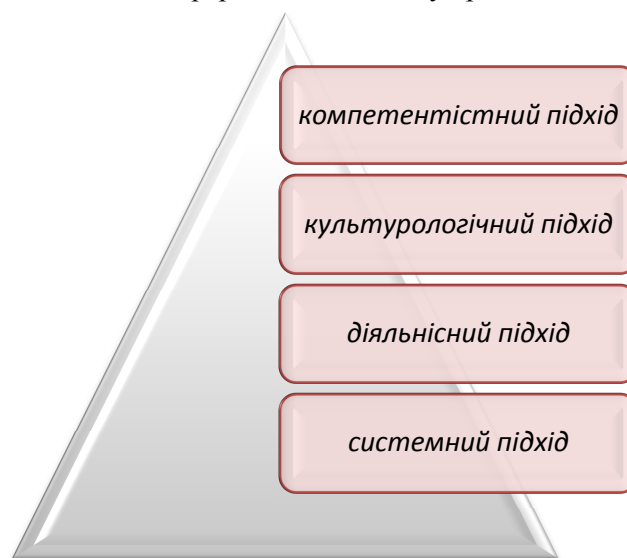 компетентістний підхід
культурологічний підхід
діяльнісний підхід
системний підхід